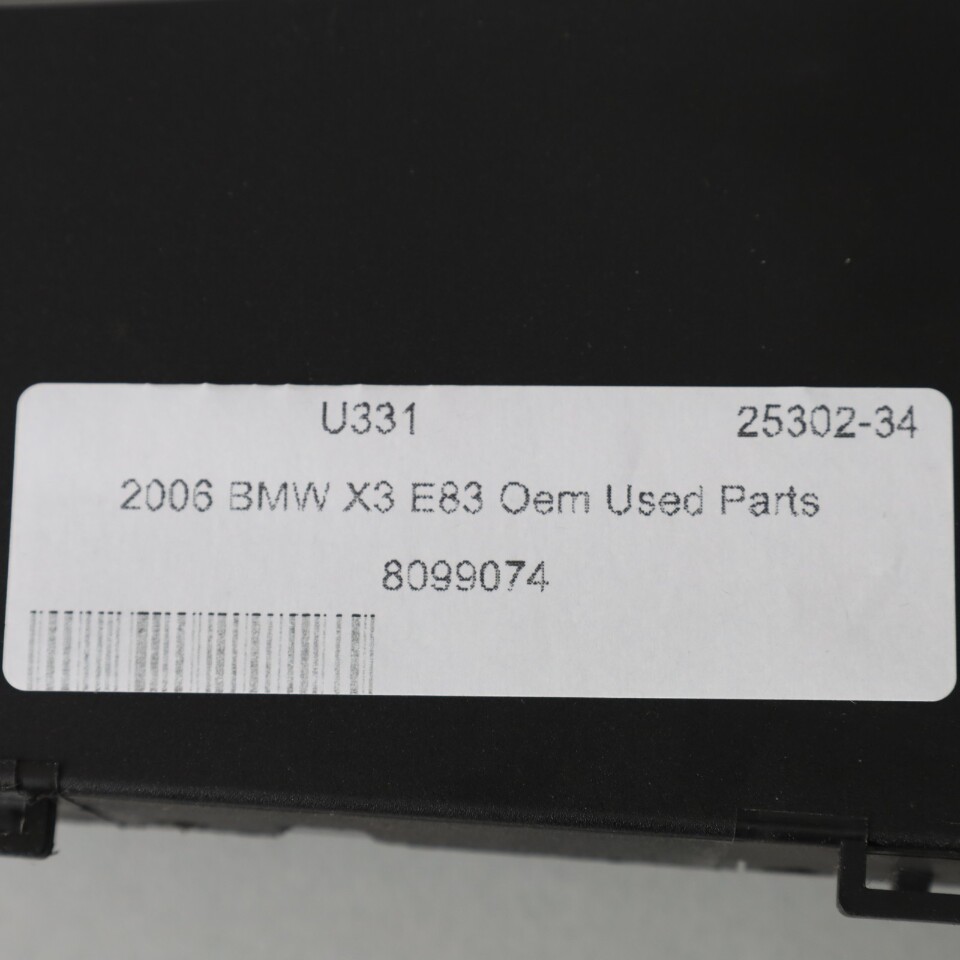 U331 25302-34
2006 BMW X3 E83 Oem Used Parts
8099074